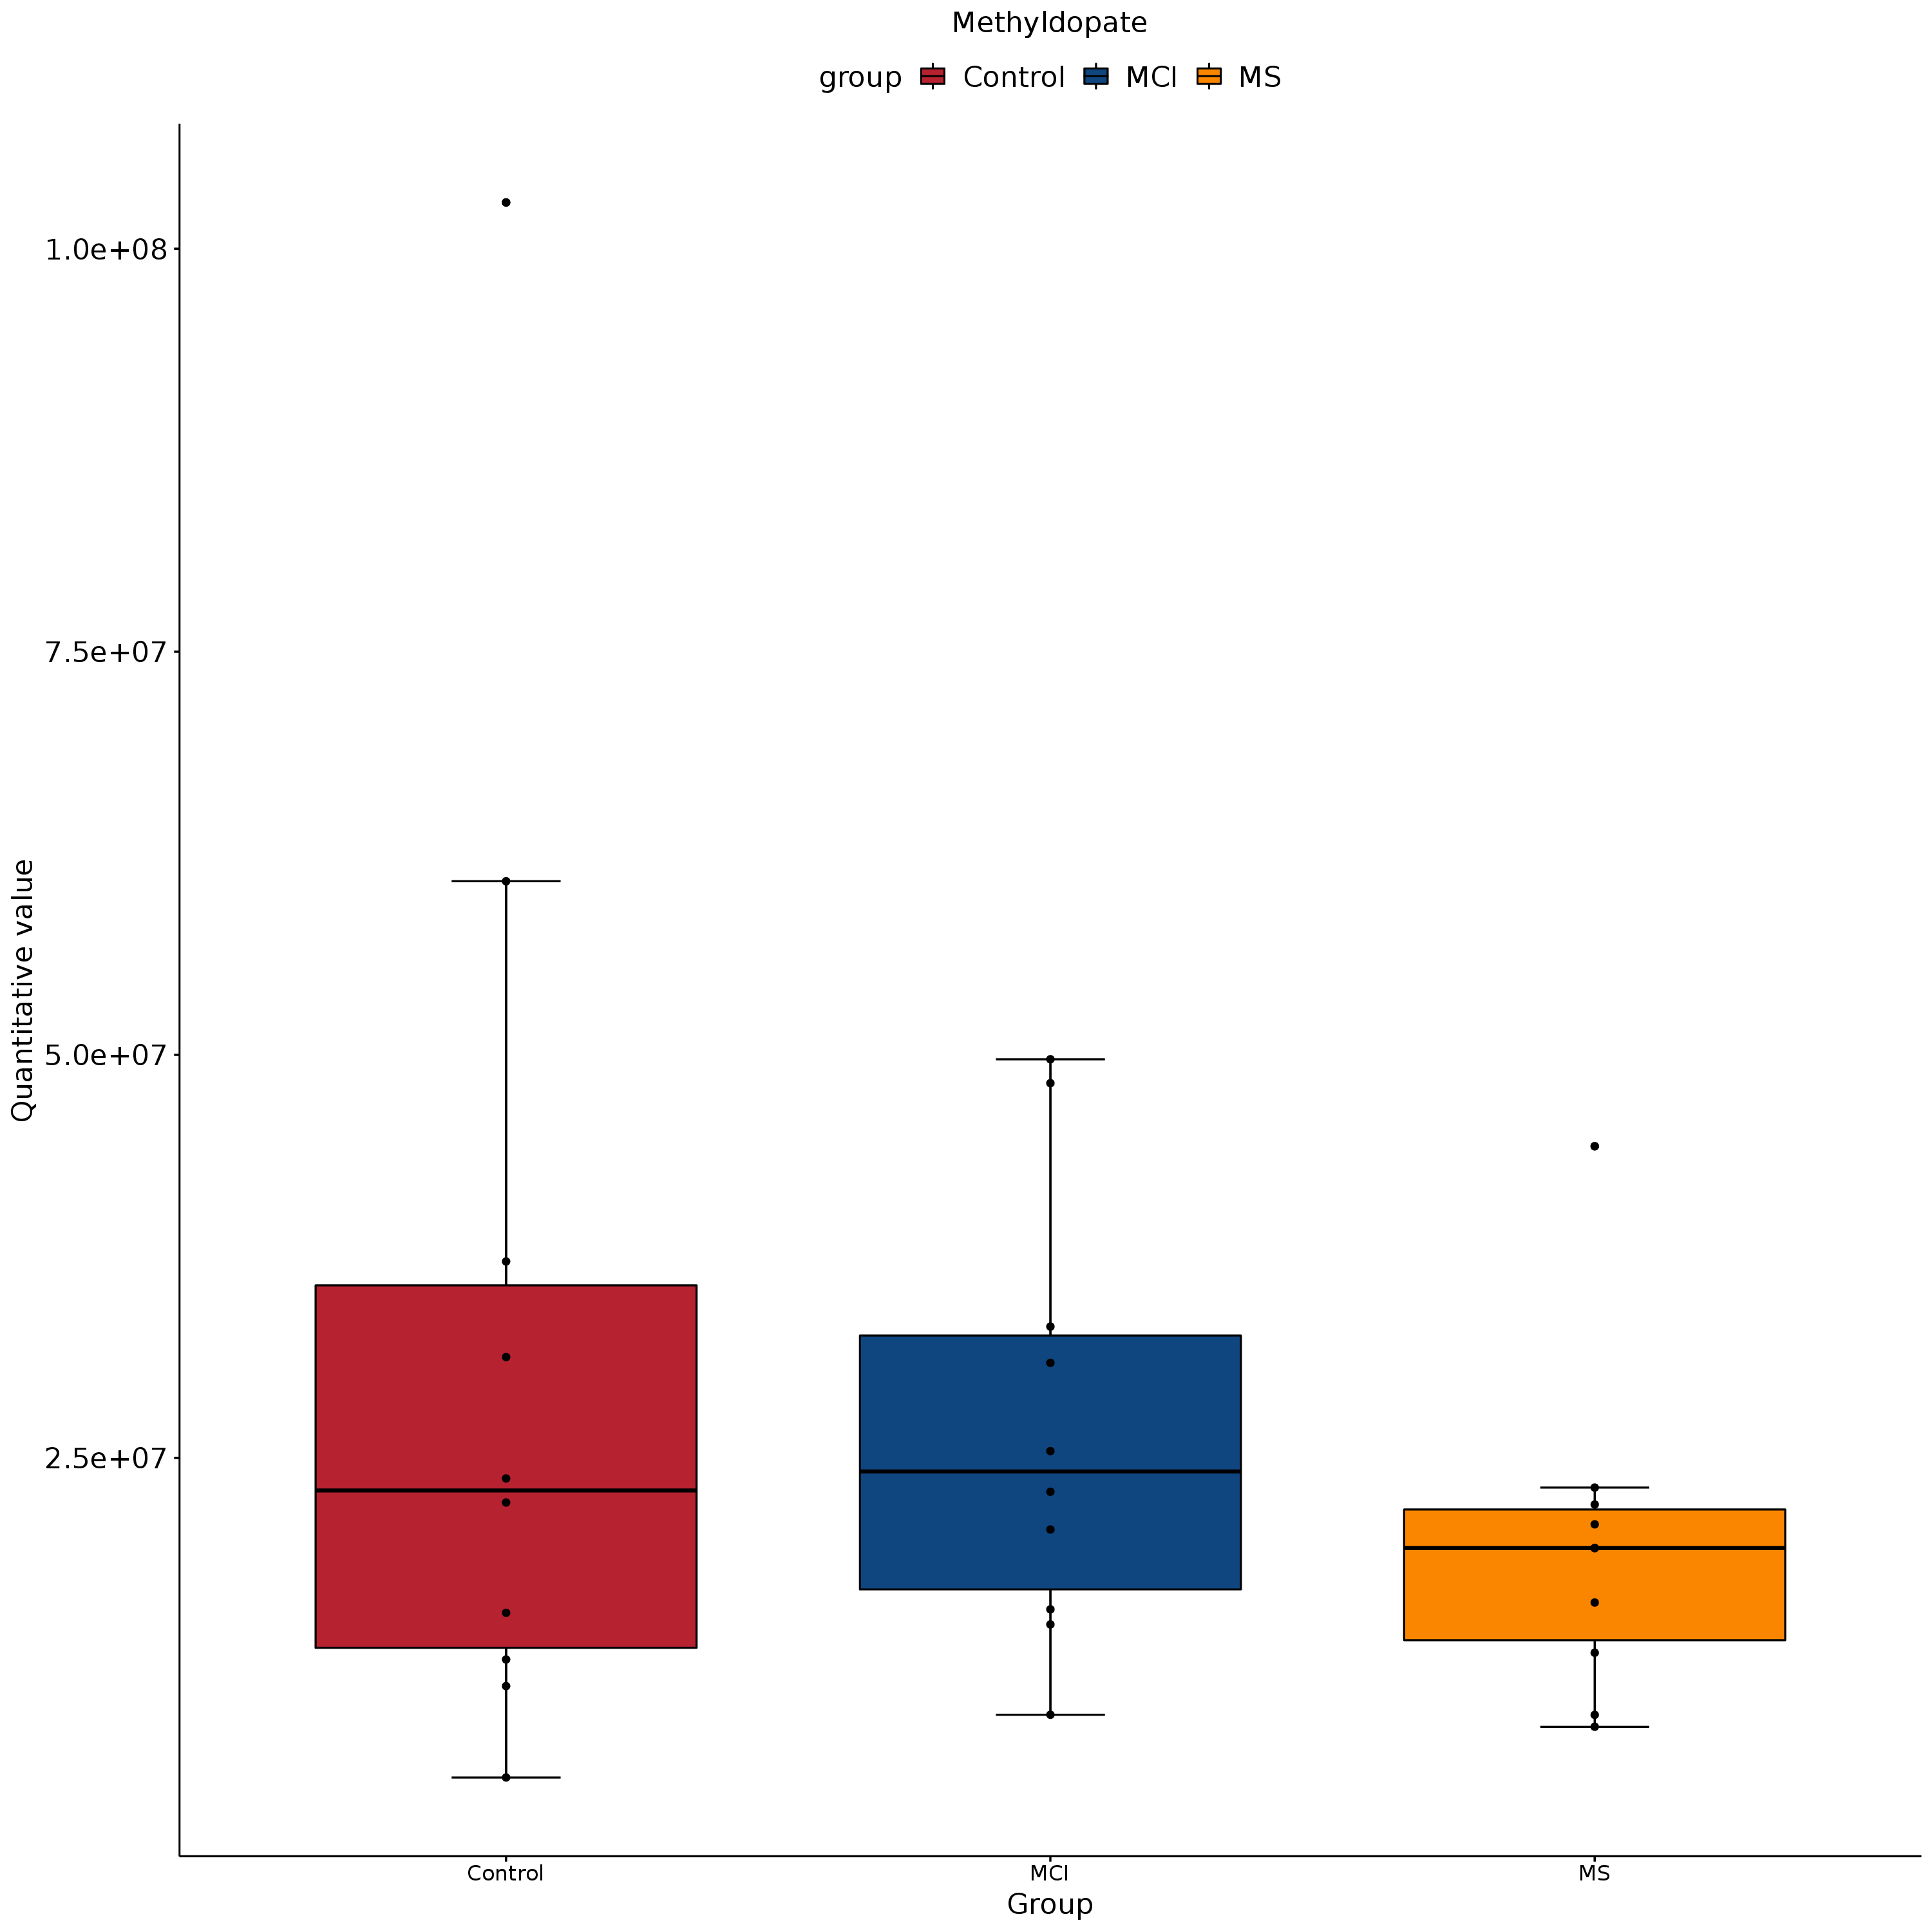 Methyldopate
group Control MCI MS
Quantitative value
1.0e+08
7.5e+07
5.0e+07
2.5e+07
Control MCI MS
Group